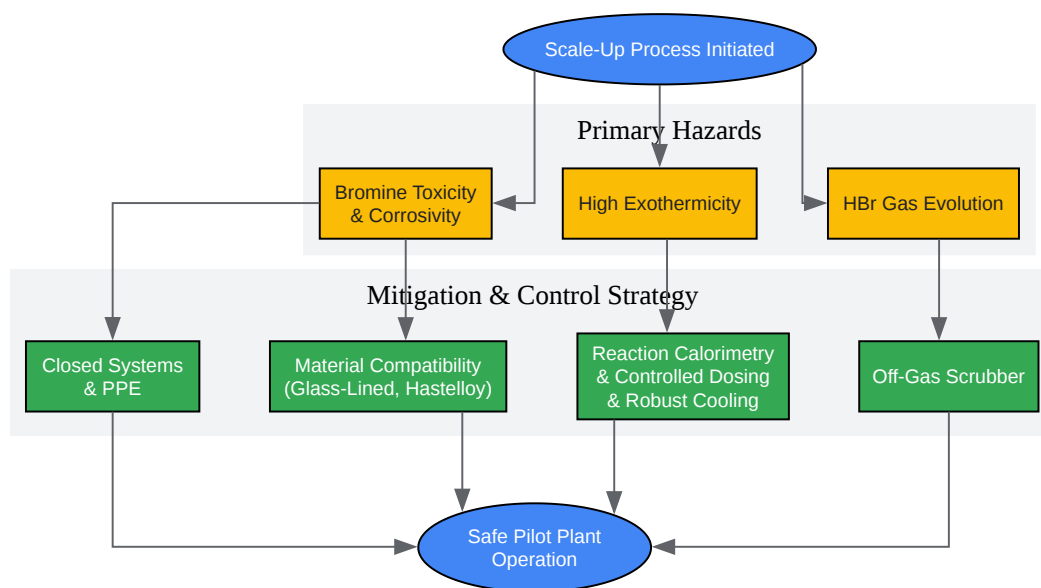 Scale-Up Process Initiated
Primary Hazards
Bromine Toxicity
& Corrosivity
High Exothermicity
HBr Gas Evolution
Mitigation & Control Strategy
Closed Systems
& PPE
Material Compatibility
(Glass-Lined, Hastelloy)
Reaction Calorimetry
& Controlled Dosing
& Robust Cooling
Off-Gas Scrubber
Safe Pilot Plant
Operation